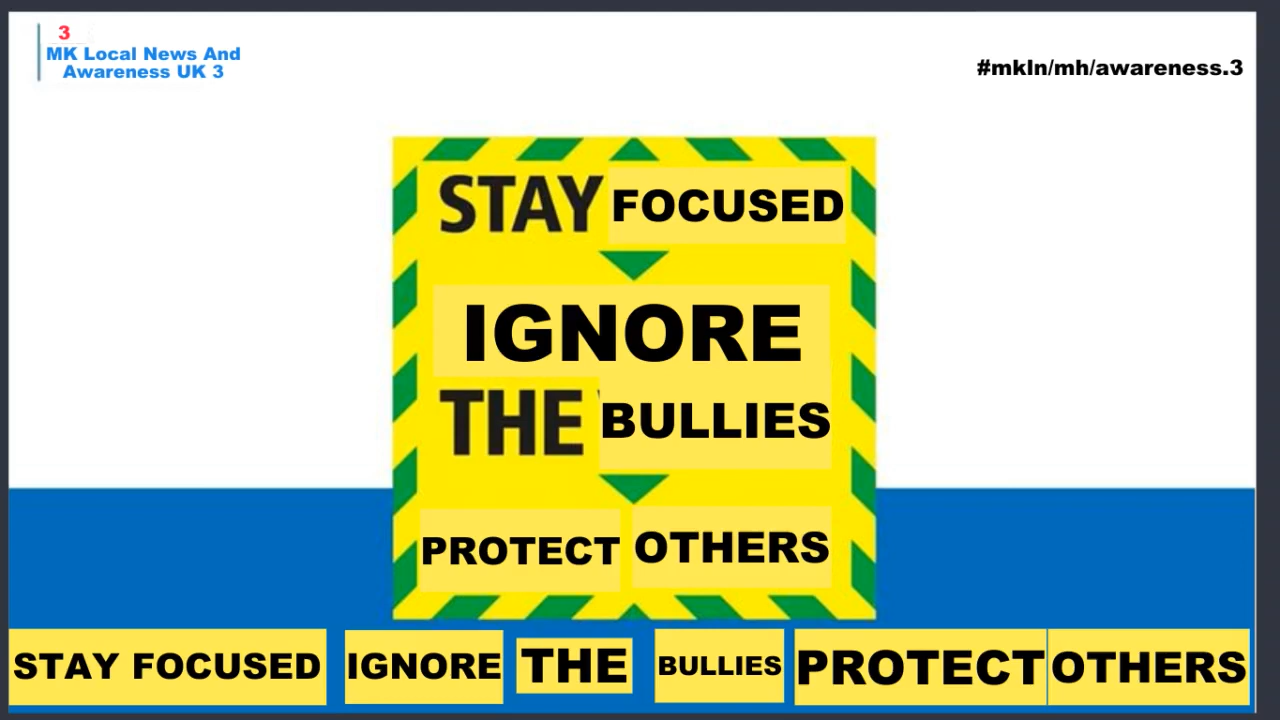 3
MK Local News And
Awareness UK 3
#mkln/mh/awareness.3
STAY FOCUSED
IGNORE
THE BULLIES
PROTECT OTHERS
STAY FOCUSED IGNORE THE BULLIES PROTECT OTHERS